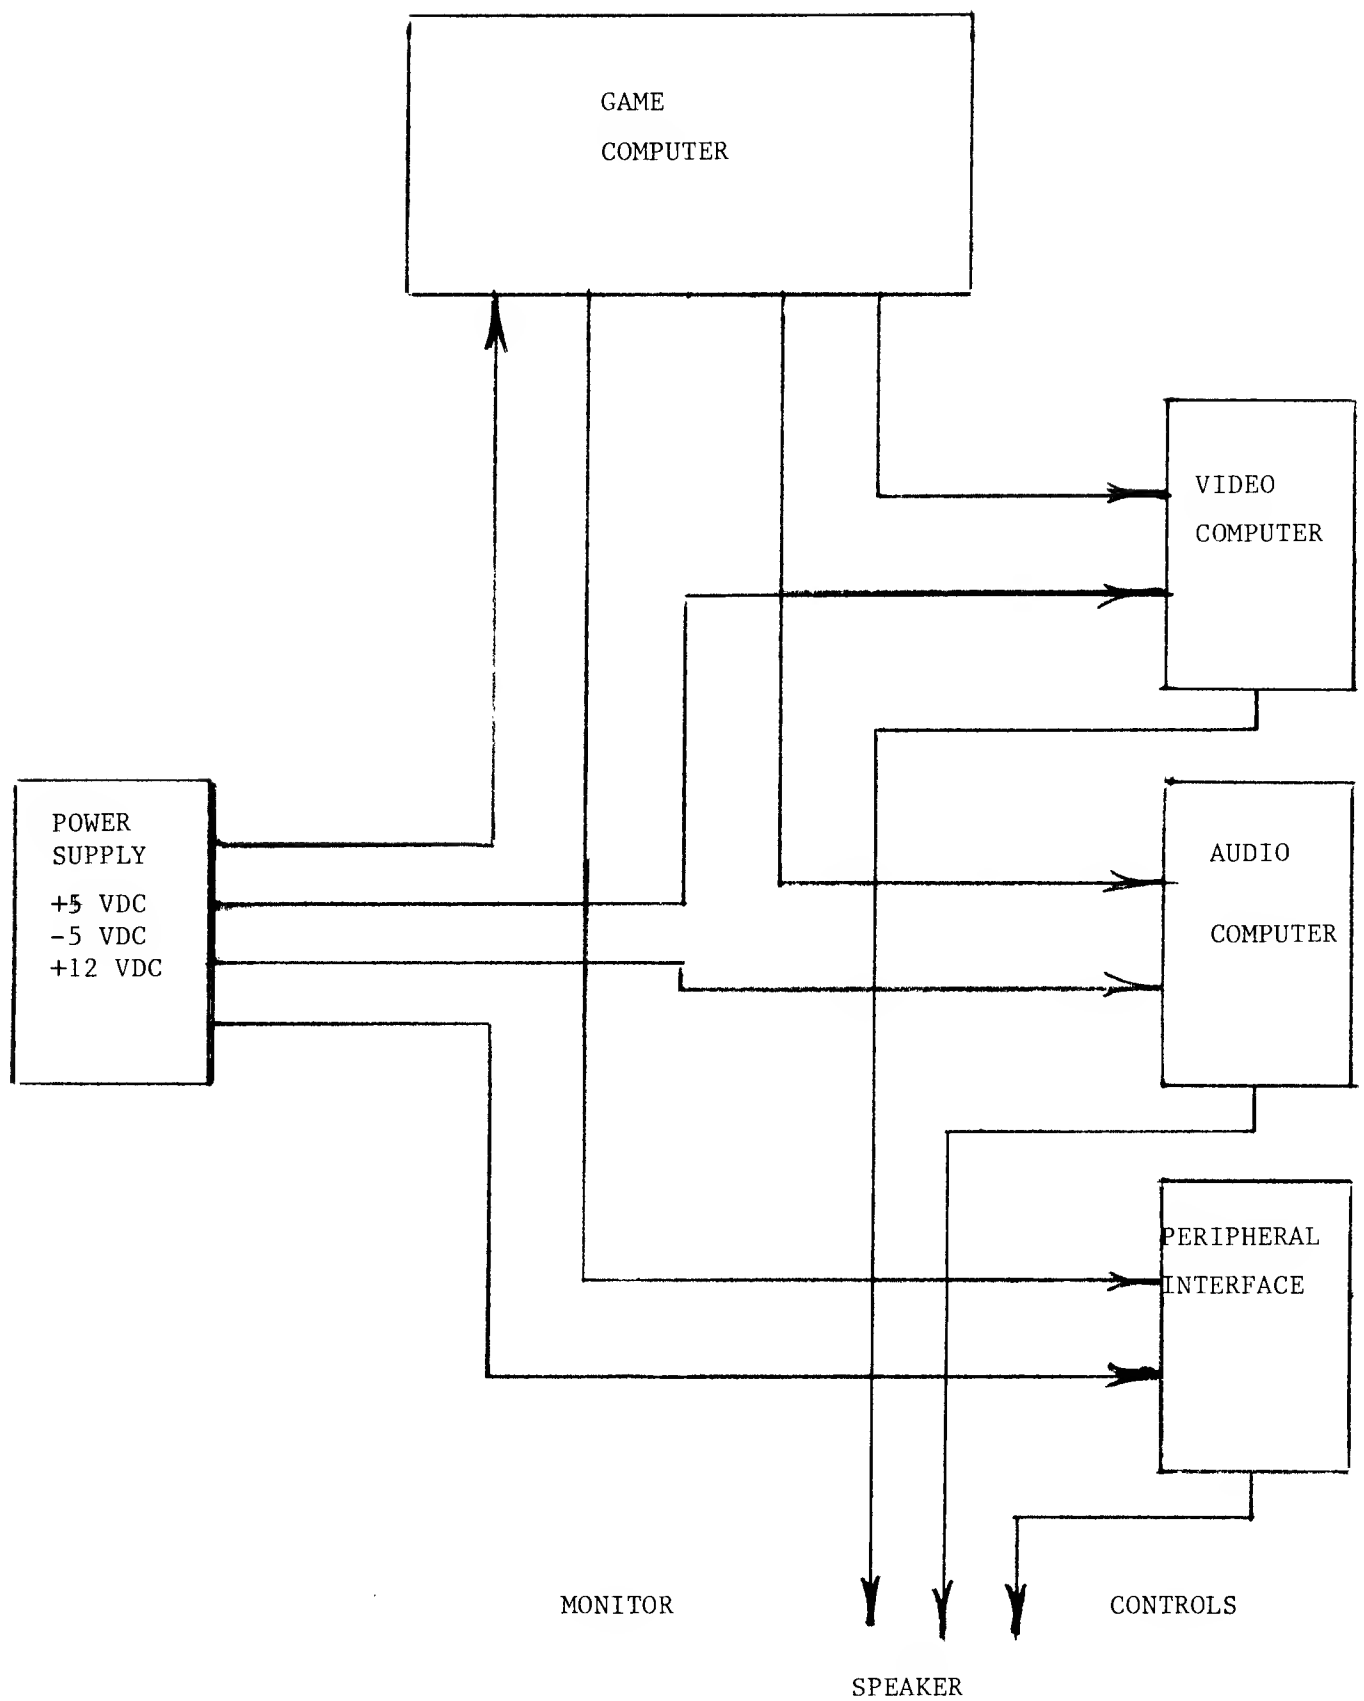 GAME
COMPUTER
VIDEO
COMPUTER
POWER
SUPPLY
+5 VDC
-5 VDC
+12 VDC
AUDIO
COMPUTER
PERIPHERAL
INTERFACE
MONITOR
CONTROLS
SPEAKER